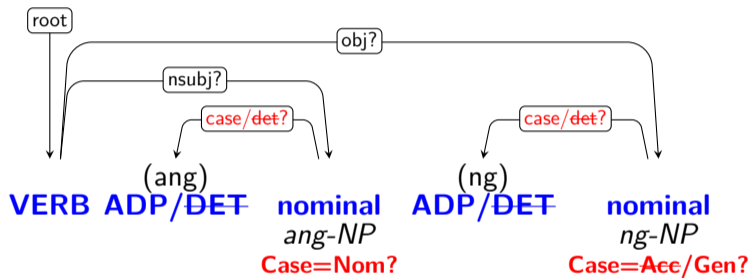 root
obj?
nsubj?
case/det? case/det?
(ang) (ng)
VERB ADP/DET nominal ADP/DET nominal
ang-NP ng-NP
Case=Nom? Case=Acc/Gen?